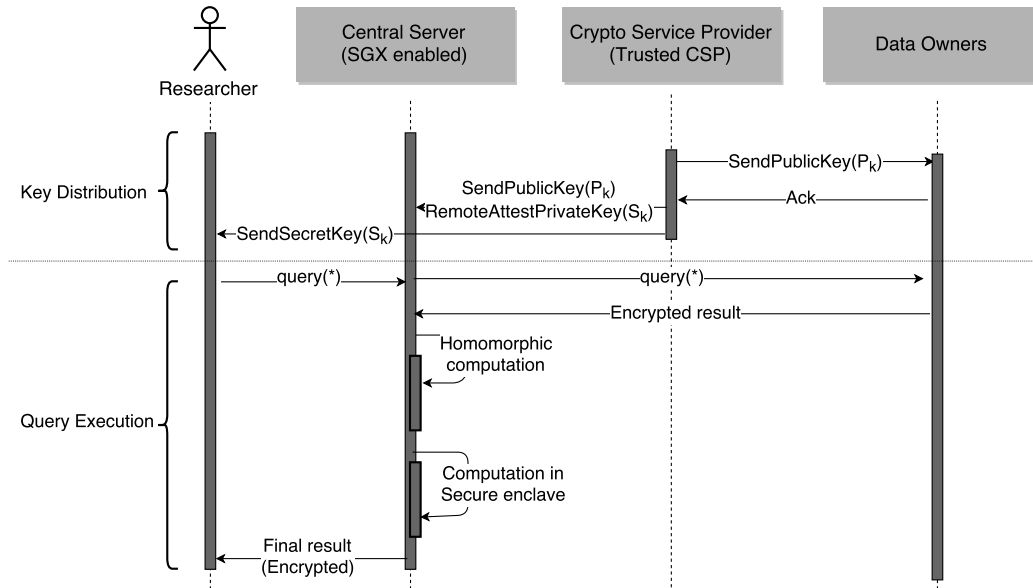 Researcher
Central Server
(SGX enabled)
Crypto Service Provider
(Trusted CSP)
Data Owners
Key Distribution
SendPublicKey(Pk)
Ack
SendPublicKey(Pk)
RemoteAttestPrivateKey(Sk)
SendSecretKey(Sk)
query(*)
query(*)
Encrypted result
Homomorphic
computation
Query Execution
Computation in
Secure enclave
Final result
(Encrypted)